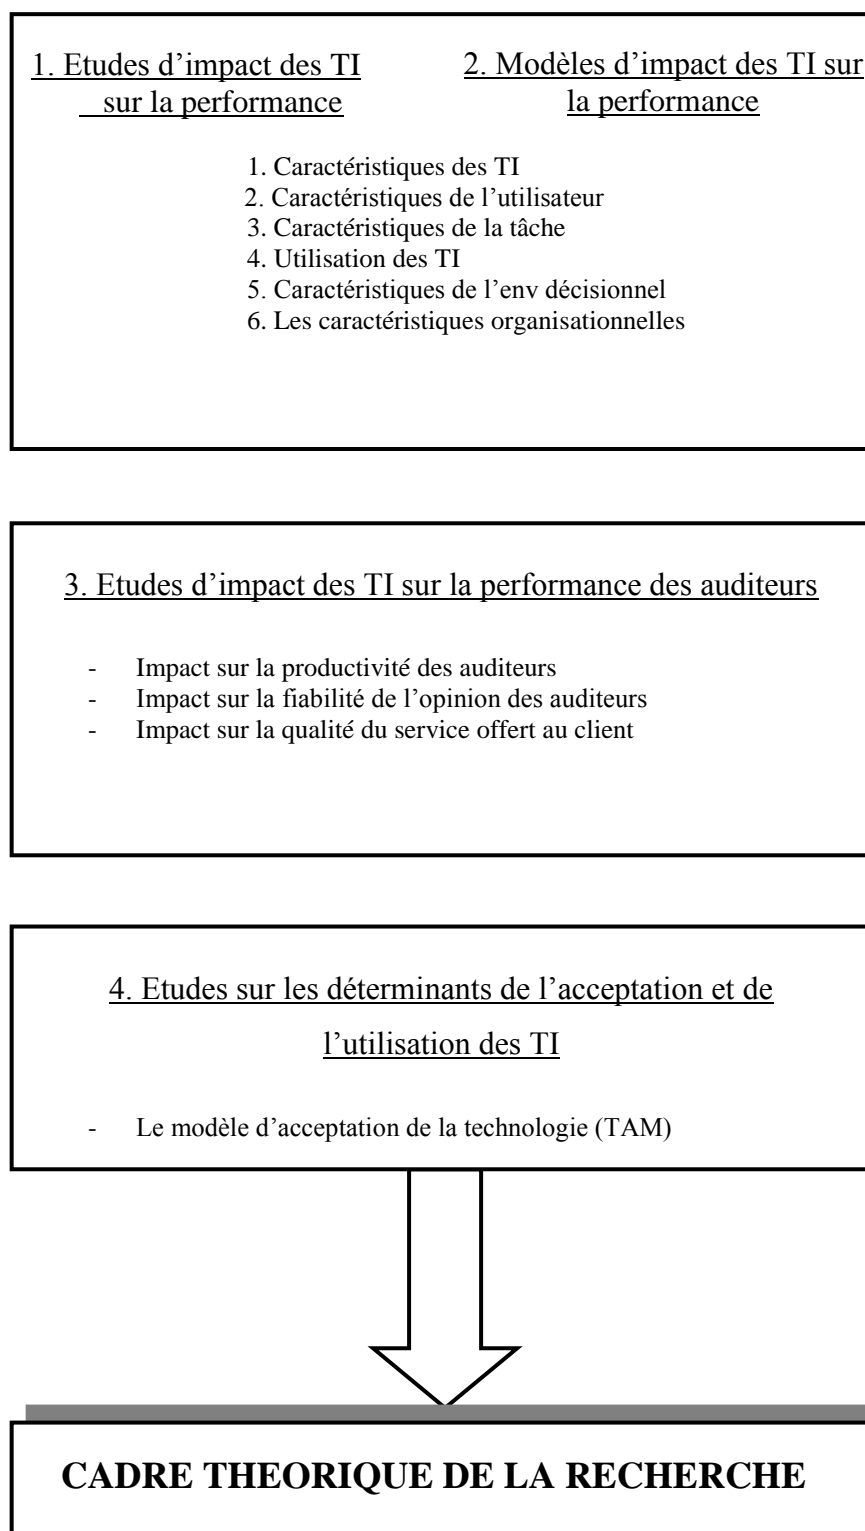 1. Etudes d’impact des TI
sur la performance
2. Modèles d’impact des TI sur
la performance
1. Caractéristiques des TI
2. Caractéristiques de l’utilisateur
3. Caractéristiques de la tâche
4. Utilisation des TI
5. Caractéristiques de l’env décisionnel
6. Les caractéristiques organisationnelles
3. Etudes d’impact des TI sur la performance des auditeurs
- Impact sur la productivité des auditeurs
- Impact sur la fiabilité de l’opinion des auditeurs
- Impact sur la qualité du service offert au client
4. Etudes sur les déterminants de l’acceptation et de
l’utilisation des TI
- Le modèle d’acceptation de la technologie (TAM)
CADRE THEORIQUE DE LA RECHERCHE